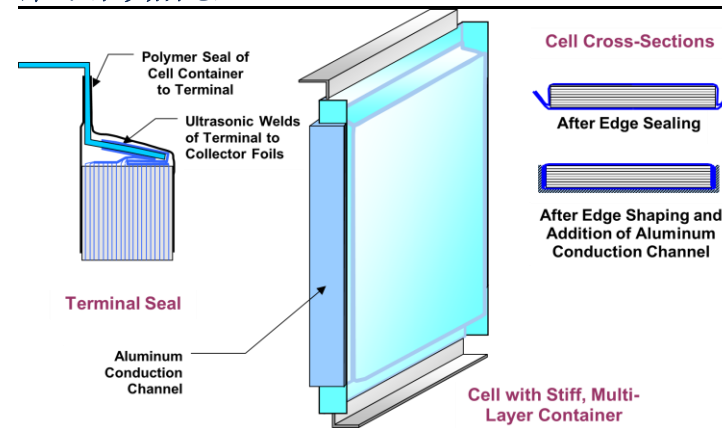 Polymer Seal of
Cell Container
to Terminal
Ultrasonic Welds
of Terminal to
Collector Foils
Terminal Seal
Aluminum
Conduction
Channel
Cell Cross-Sections
After Edge Sealing
After Edge Shaping and
Addition of Aluminum
Conduction Channel
Cell with Stiff, Multi-
Layer Container